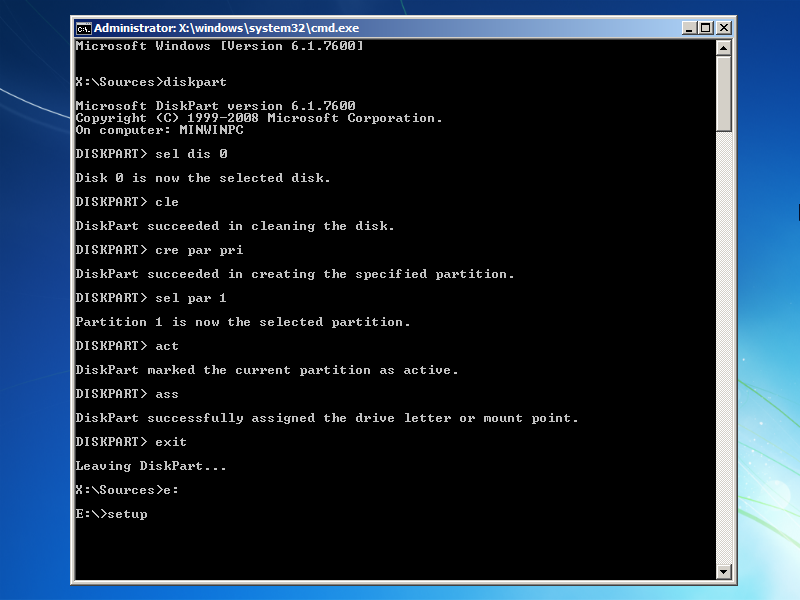 Administrator: X:\windows\system32\cmd.exe
Microsoft Windows [Version 6.1.7600]
X:\Sources>diskpart
Microsoft DiskPart version 6.1.7600
Copyright (C) 1999-2008 Microsoft Corporation.
On computer: MINWINPC
DISKPART> sel dis 0
Disk 0 is now the selected disk.
DISKPART> cle
DiskPart succeeded in cleaning the disk.
DISKPART> cre par pri
DiskPart succeeded in creating the specified partition.
DISKPART> sel par 1
Partition 1 is now the selected partition.
DISKPART> act
DiskPart marked the current partition as active.
DISKPART> ass
DiskPart successfully assigned the drive letter or mount point.
DISKPART> exit
Leaving DiskPart...
X:\Sources>e:
E:\>setup